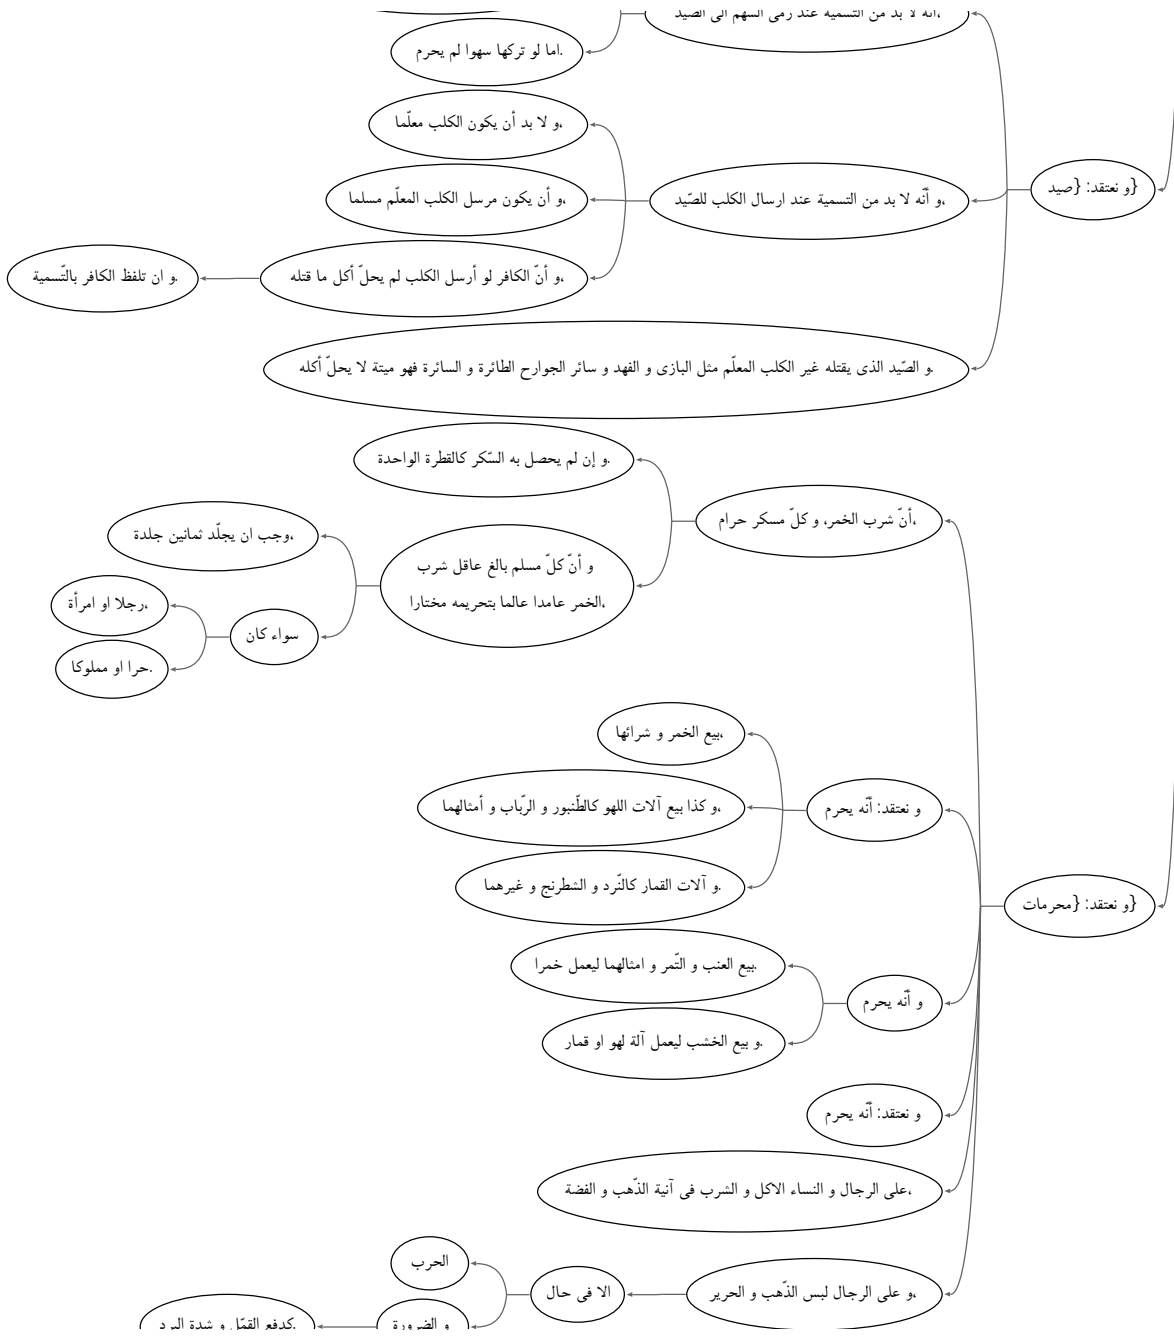 ،أنه لا بد من التسمية عند رمى السهم الى الصيد
.اما لو تركها سهوا لم يحرم
}و نعتقد: {صيد
،و أنّه لا بد من التسمية عند ارسال الكلب للصّيد
،و لا بد أن يكون الكلب معلّما
،و أن يكون مرسل الكلب المعلّم مسلما
،و أنّ الكافر لو أرسل الكلب لم يحلّ أكل ما قتله
.و ان تلفظ الكافر بالتّسمية
.و الصّيد الذى يقتله غير الكلب المعلّم مثل البازى و الفهد و سائر الجوارح الطائرة و السائرة فهو ميتة لا يحلّ أكله
}و نعتقد: {محرمات
،أنّ شرب الخمر، و كلّ مسكر حرام
.و إن لم يحصل به السّكر كالقطرة الواحدة
و أنّ كلّ مسلم بالغ عاقل شرب
،الخمر عامدا عالما بتحريمه مختارا
،وجب ان يجلّد ثمانين جلدة
سواء كان
،رجلا او امرأة
.حرا او مملوكا
و نعتقد: أنّه يحرم
،بيع الخمر و شرائها
،و كذا بيع آلات اللهو كالطّنبور و الرّباب و أمثالهما
.و آلات القمار كالنّرد و الشطرنج و غيرهما
و أنّه يحرم
.بيع العنب و التّمر و امثالهما ليعمل خمرا
.و بيع الخشب ليعمل آلة لهو او قمار
و نعتقد: أنّه يحرم
،على الرجال و النساء الاكل و الشرب فى آنية الذّهب و الفضة
،و على الرجال لبس الذّهب و الحرير
الا فى حال
الحرب
و الضرورة
.كدفع القمّل و شدة البرد